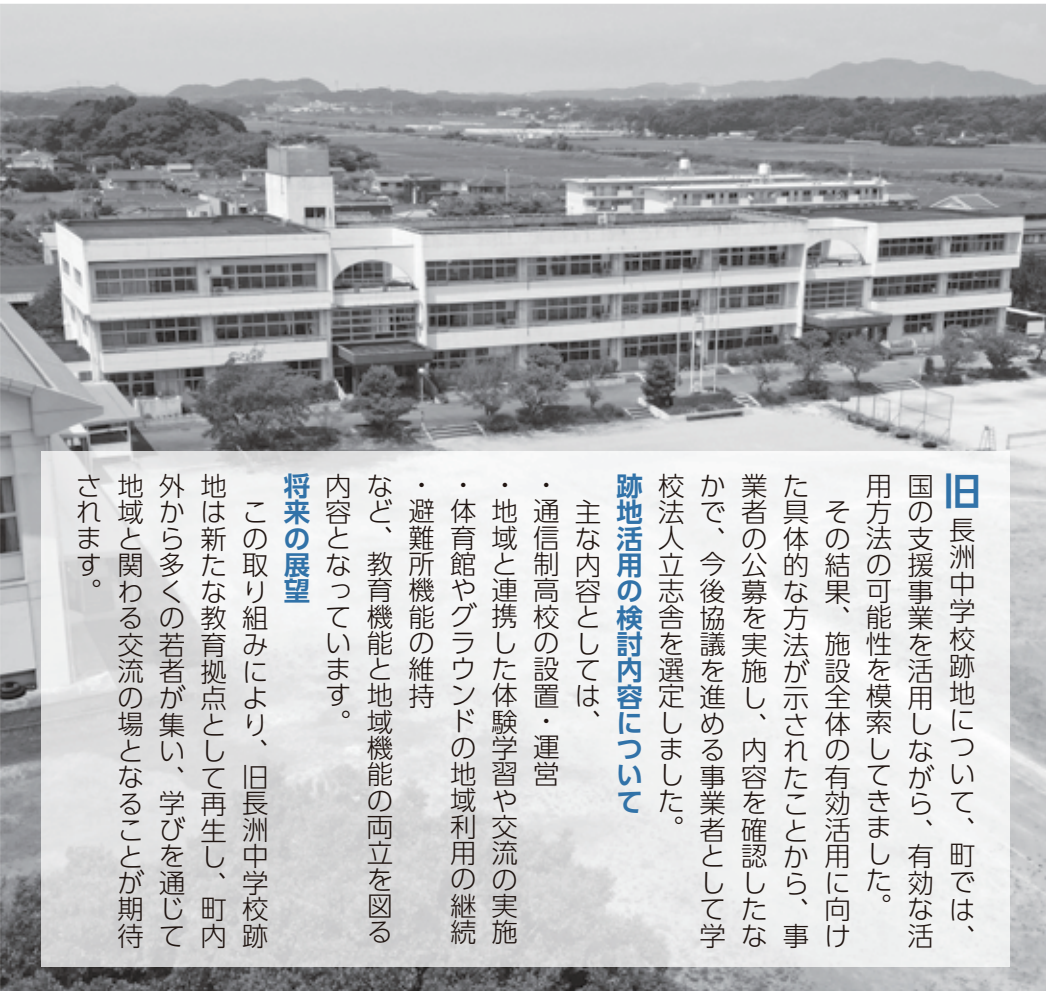 旧長洲中学校跡地について、町では、
国の支援事業を活用しながら、有効な活
用方法の可能性を模索してきました。
その結果、施設全体の有効活用に向け
た具体的な方法が示されたことから、事
業者の公募を実施し、内容を確認したな
かで、今後協議を進める事業者として学
校法人立志舎を選定しました。
跡地活用の検討内容について
主な内容としては、
・通信制高校の設置・運営
・地域と連携した体験学習や交流の実施
・体育館やグラウンドの地域利用の継続
・避難所機能の維持
など、教育機能と地域機能の両立を図る
内容となっています。
将来の展望
この取り組みにより、旧長洲中学校跡
地は新たな教育拠点として再生し、町内
外から多くの若者が集い、学びを通じて
地域と関わる交流の場となることが期待
されます。